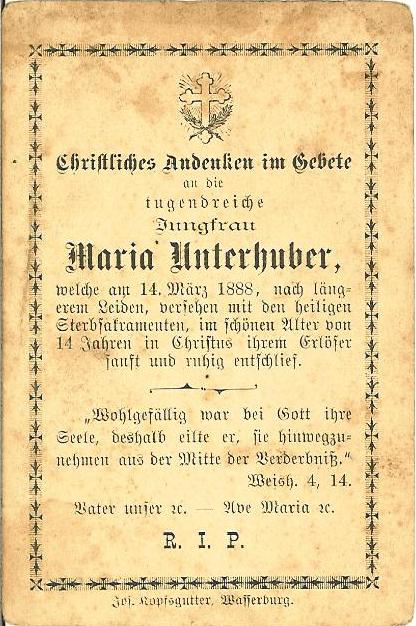 Christliches Andenken im Gebete
an die
tugendreiche
Jungfrau
Maria Unterhuber,
welche am 14. März 1888, nach läng-
erem Leiden, versehen mit den heiligen
Sterbsakramenten, im schönen Alter von
14 Jahren in Christus ihrem Erlöser
sanft und ruhig entschlief.
„Wohlgefällig war bei Gott ihre
Seele, deshalb eilte er, sie hinwegzu-
nehmen aus der Mitte der Verderbniß."
Weish. 4, 14.
Vater unser ꝛc. — Ave Maria ꝛc.
R. I. P.
Jos. Kopfsgutter, Wasserburg.